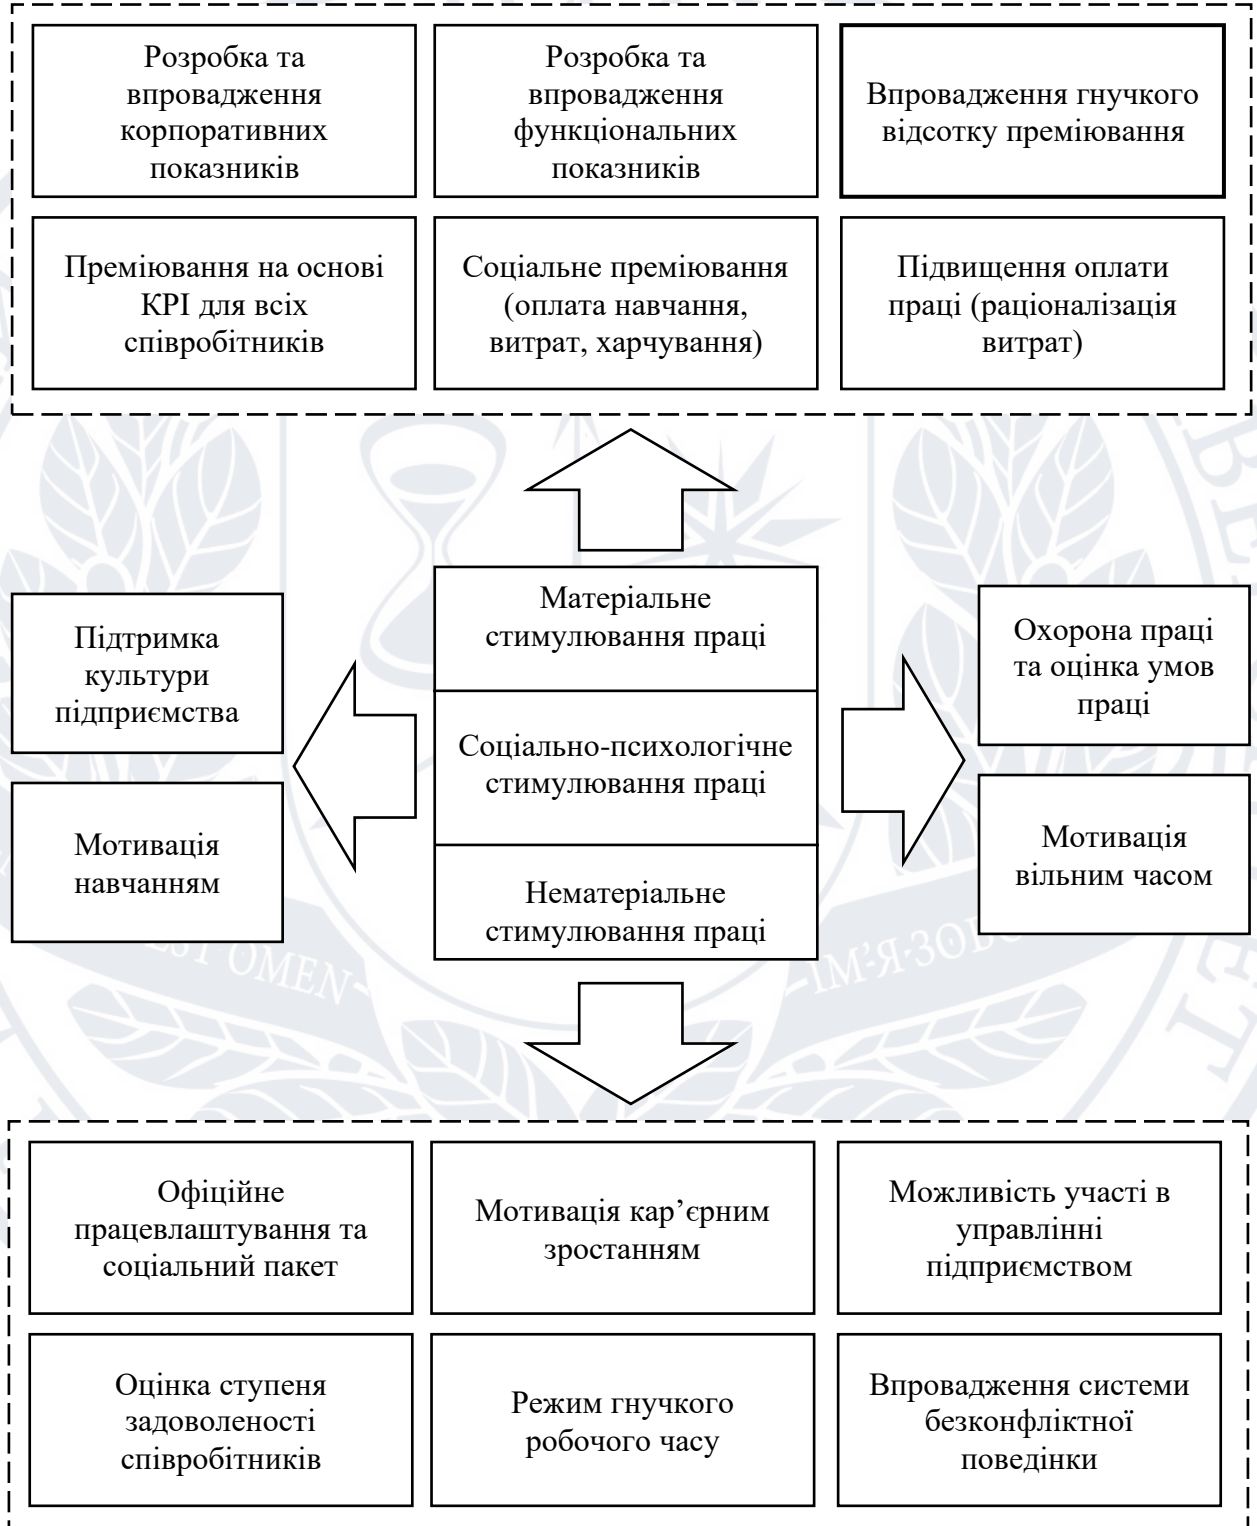 Розробка та
впровадження
корпоративних
показників
Розробка та
впровадження
функціональних
показників
Впровадження гнучкого
відсотку преміювання
Преміювання на основі
КРІ для всіх
співробітників
Соціальне преміювання
(оплата навчання,
витрат, харчування)
Підвищення оплати
праці (раціоналізація
витрат)
Підтримка
культури
підприємства
Мотивація
навчанням
Матеріальне
стимулювання праці
Соціально-психологічне
стимулювання праці
Нематеріальне
стимулювання праці
Охорона праці
та оцінка умов
праці
Мотивація
вільним часом
EST OMEN
ІМ'Я
Офіційне
працевлаштування та
соціальний пакет
Мотивація кар’єрним
зростанням
Можливість участі в
управлінні
підприємством
Оцінка ступеня
задоволеності
співробітників
Режим гнучкого
робочого часу
Впровадження системи
безконфліктної
поведінки